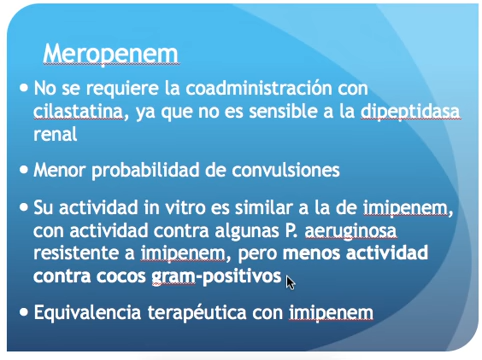 Meropenem
• No se requiere la coadministración con
cilastatina, ya que no es sensible a la dipeptidasa
renal
• Menor probabilidad de convulsiones
• Su actividad in vitro es similar a la de imipenem,
con actividad contra algunas P. aeruginosa
resistente a imipenem, pero menos actividad
contra cocos gram-positivos
• Equivalencia terapéutica con imipenem